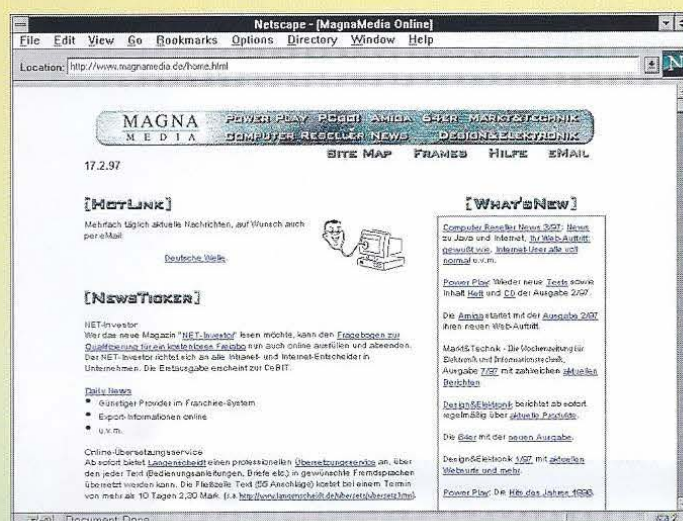 Netscape - [MagnaMedia Online]
File Edit View Go Bookmarks Options Directory Window Help
Location: http://www.magnamedia.de/home.html
MAGNA MEDIA
POWER PLAY PCGO! AMIGA 64ER MARKT&TECHNIK
COMPUTER RESELLER NEWS DESIGN&ELEKTRONIK
SITE MAP FRAMES HILFE EMAIL
17.2.97
[HOTLINK]
Mehrfach täglich aktuelle Nachrichten, auf Wunsch auch
per eMail:
Deutsche Welle
[NEWSTICKER]
NET-Investor
Wer das neue Magazin "NET-Investor" lesen möchte, kann den Fragebogen zur
Qualifizierung für ein kostenloses Freiabo nun auch online ausfüllen und absenden.
Der NET-Investor richtet sich an alle Intranet- und Internet-Entscheider in
Unternehmen. Die Erstausgabe erscheint zur CeBIT.
Daily News
• Günstiger Provider im Franchise-System
• Export-Informationen online
• u.v.m.
Online-Übersetzungsservice
Ab sofort bietet Langenscheidt einen professionellen Übersetzungsservice an, über
den jeder Text (Bedienungsanleitungen, Briefe etc.) in gewünschte Fremdsprachen
übersetzt werden kann. Die Fließzeile Text (55 Anschläge) kostet bei einem Termin
von mehr als 10 Tagen 2,30 Mark. (s.a.
[WHAT'SNEW]
Computer Reseller News 3/97: News
zu Java und Internet, Ihr Web-Auftritt:
gewußt wie, Internet-User alle voll
normal u.v.m.
Power Play: Wieder neue Tests sowie
Inhalt Heft und CD der Ausgabe 2/97.
Die Amiga startet mit der Ausgabe 2/97
ihren neuen Web-Auftritt.
Markt&Technik - Die Wochenzeitung für
Elektronik und Informationstechnik,
Ausgabe 7/97 mit zahlreichen aktuellen
Berichten
Design&Elektronik berichtet ab sofort
regelmäßig über aktuelle Produkte.
Die 64er mit der neuen Ausgabe.
Design&Elektronik 1/97 mit aktuellen
Webworte und mehr.
Power Play: Die Hits des Jahres 1996.
Document: Done